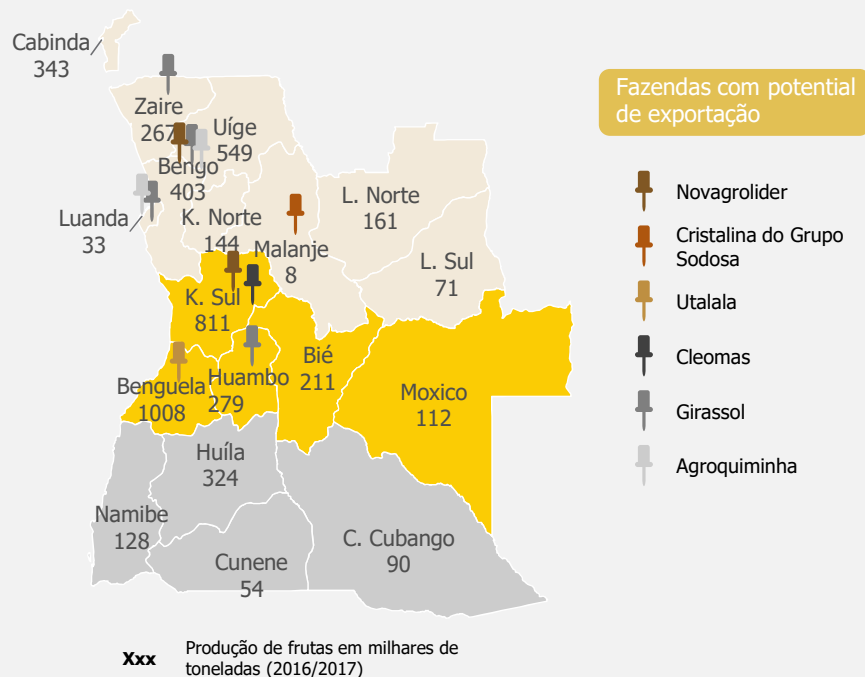 Cabinda
343
Fazendas com potential
de exportação
Zaire
267
Uíge
549
Bengo
403
Novagrolider
L. Norte
161
Luanda
33
K. Norte
144
Malanje
8
Cristalina do Grupo
Sodosa
L. Sul
71
K. Sul
811
Utalala
Cleomas
Bié
211
Benguela
1008
Huambo
279
Moxico
112
Girassol
Huíla
324
Agroquiminha
Namibe
128
C. Cubango
90
Cunene
54
Xxx
Produção de frutas em milhares de
toneladas (2016/2017)